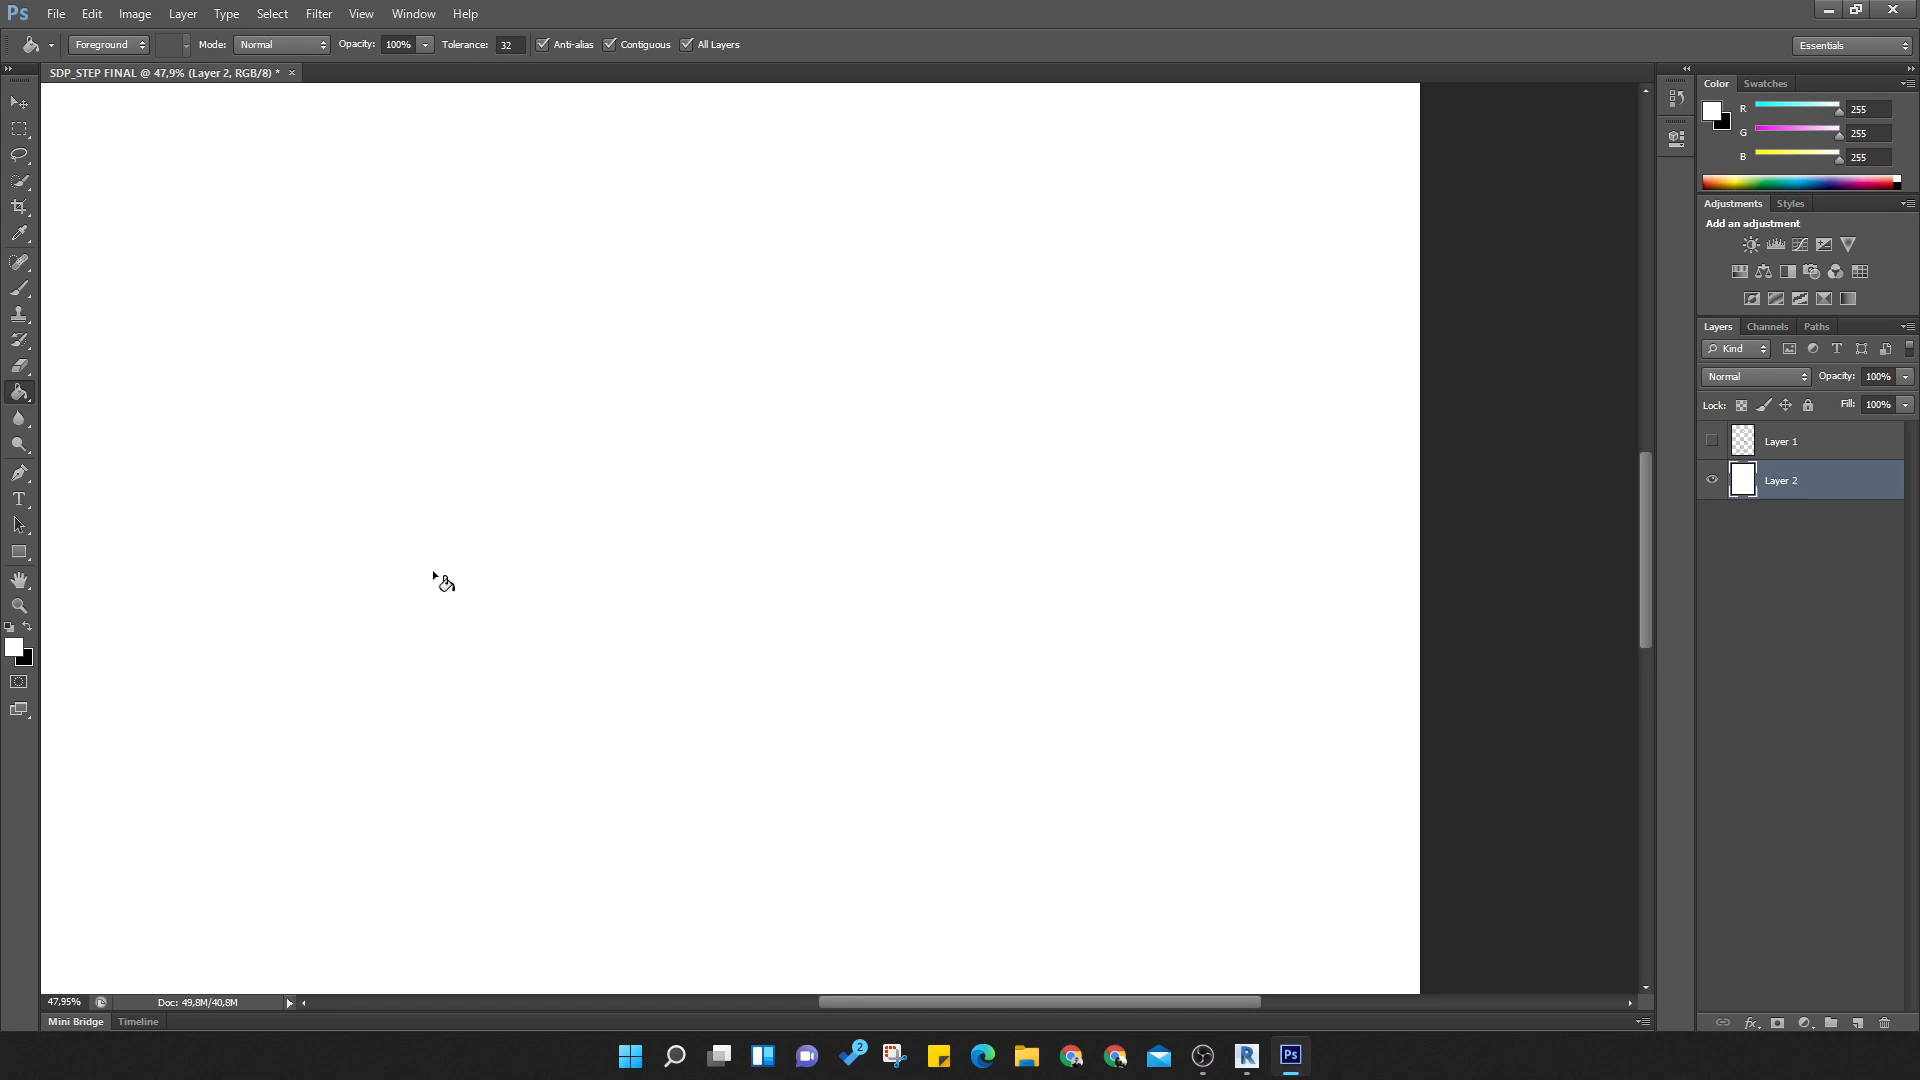 Ps File Edit Image Layer Type Select Filter View Window Help
Foreground Mode: Normal Opacity: 100% Tolerance: 32 Anti-alias Contiguous All Layers Essentials
SDP_STEP FINAL @ 47,9% (Layer 2, RGB/8) * ×
Color Swatches
R 255
G 255
B 255
Adjustments Styles
Add an adjustment
Layers Channels Paths
Kind
Normal Opacity: 100%
Lock: Fill: 100%
Layer 1
Layer 2
47,95% Doc: 49,8M/40,8M
Mini Bridge Timeline
2
R Ps